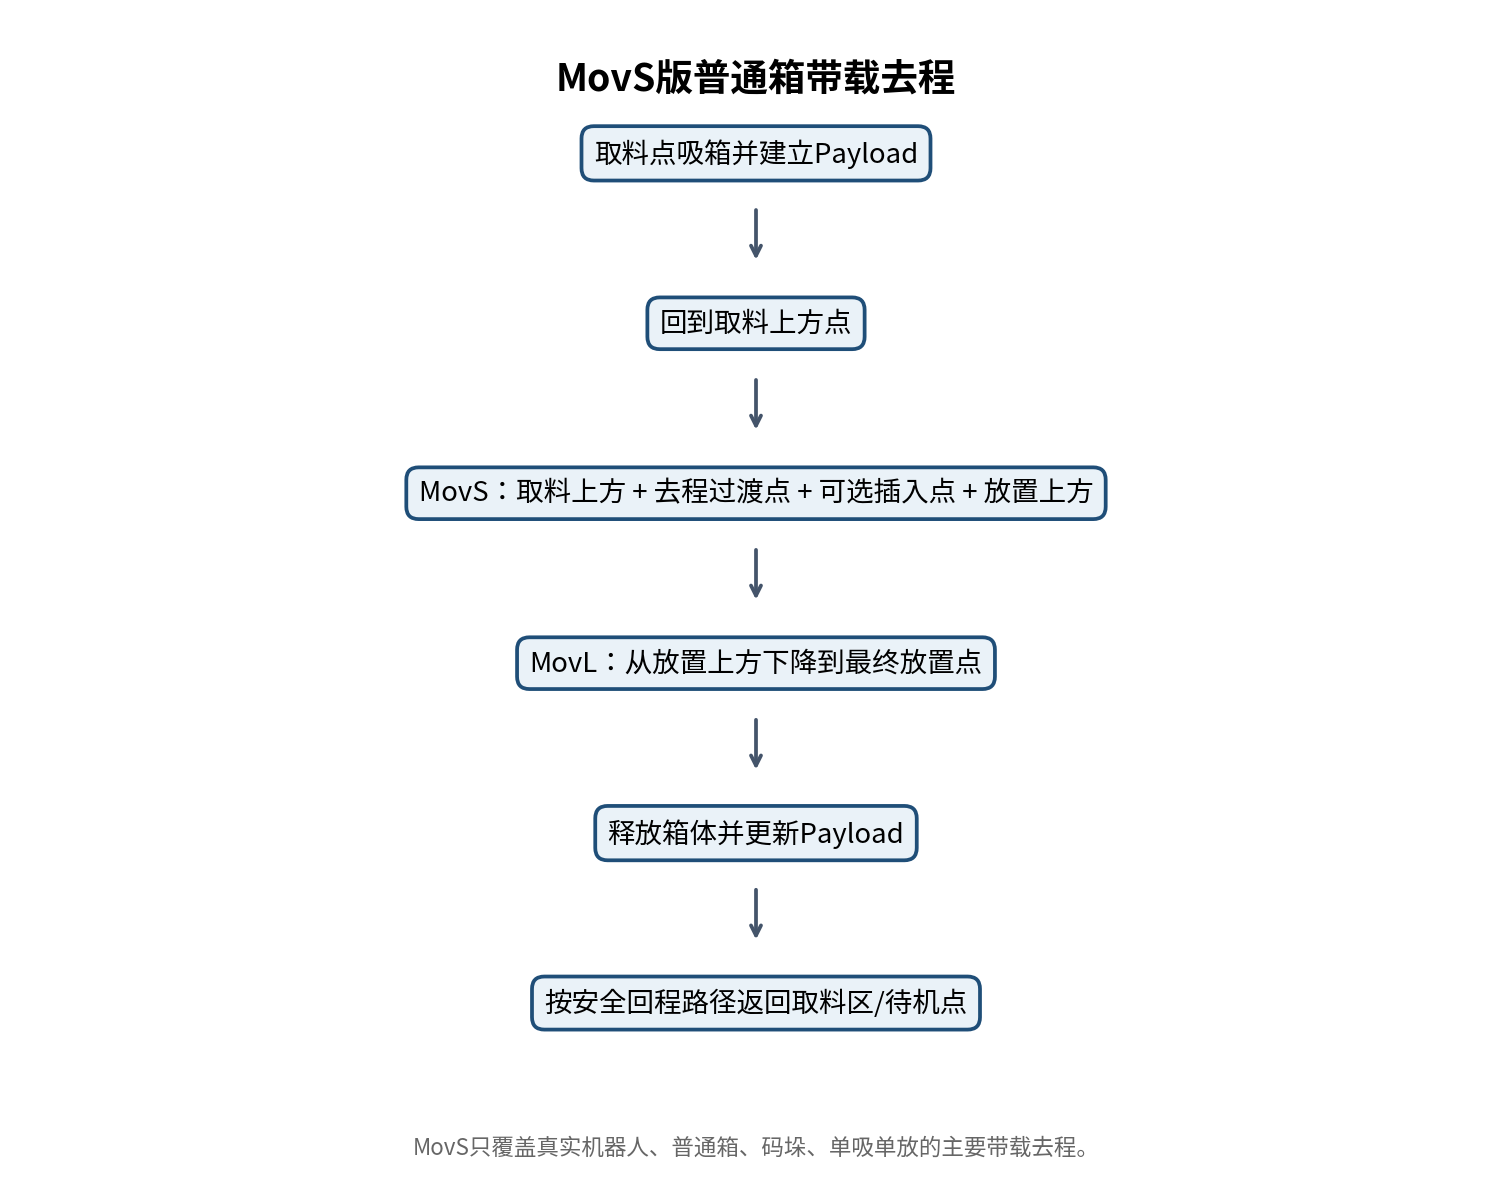 MovS版普通箱带载去程
取料点吸箱并建立Payload
回到取料上方点
MovS：取料上方 + 去程过渡点 + 可选插入点 + 放置上方
MovL：从放置上方下降到最终放置点
释放箱体并更新Payload
按安全回程路径返回取料区/待机点
MovS只覆盖真实机器人、普通箱、码垛、单吸单放的主要带载去程。